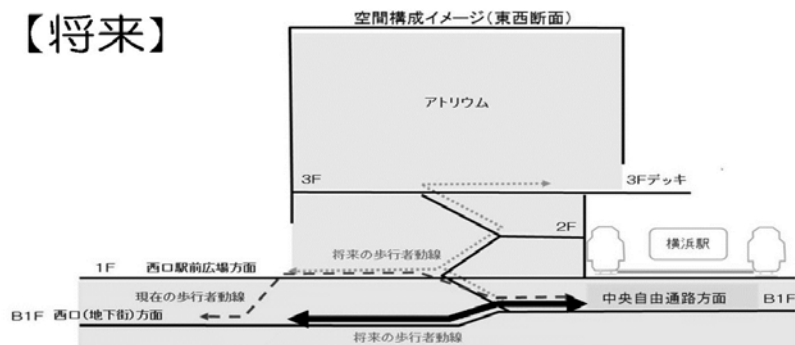 空間構成イメージ(東西断面)
【将来】
アトリウム
3F
3Fデッキ
2F
横浜駅
将来の歩行者動線
1F 西口駅前広場方面
現在の歩行者動線
中央自由通路方面 B1F
B1F 西口(地下街)方面
将来の歩行者動線